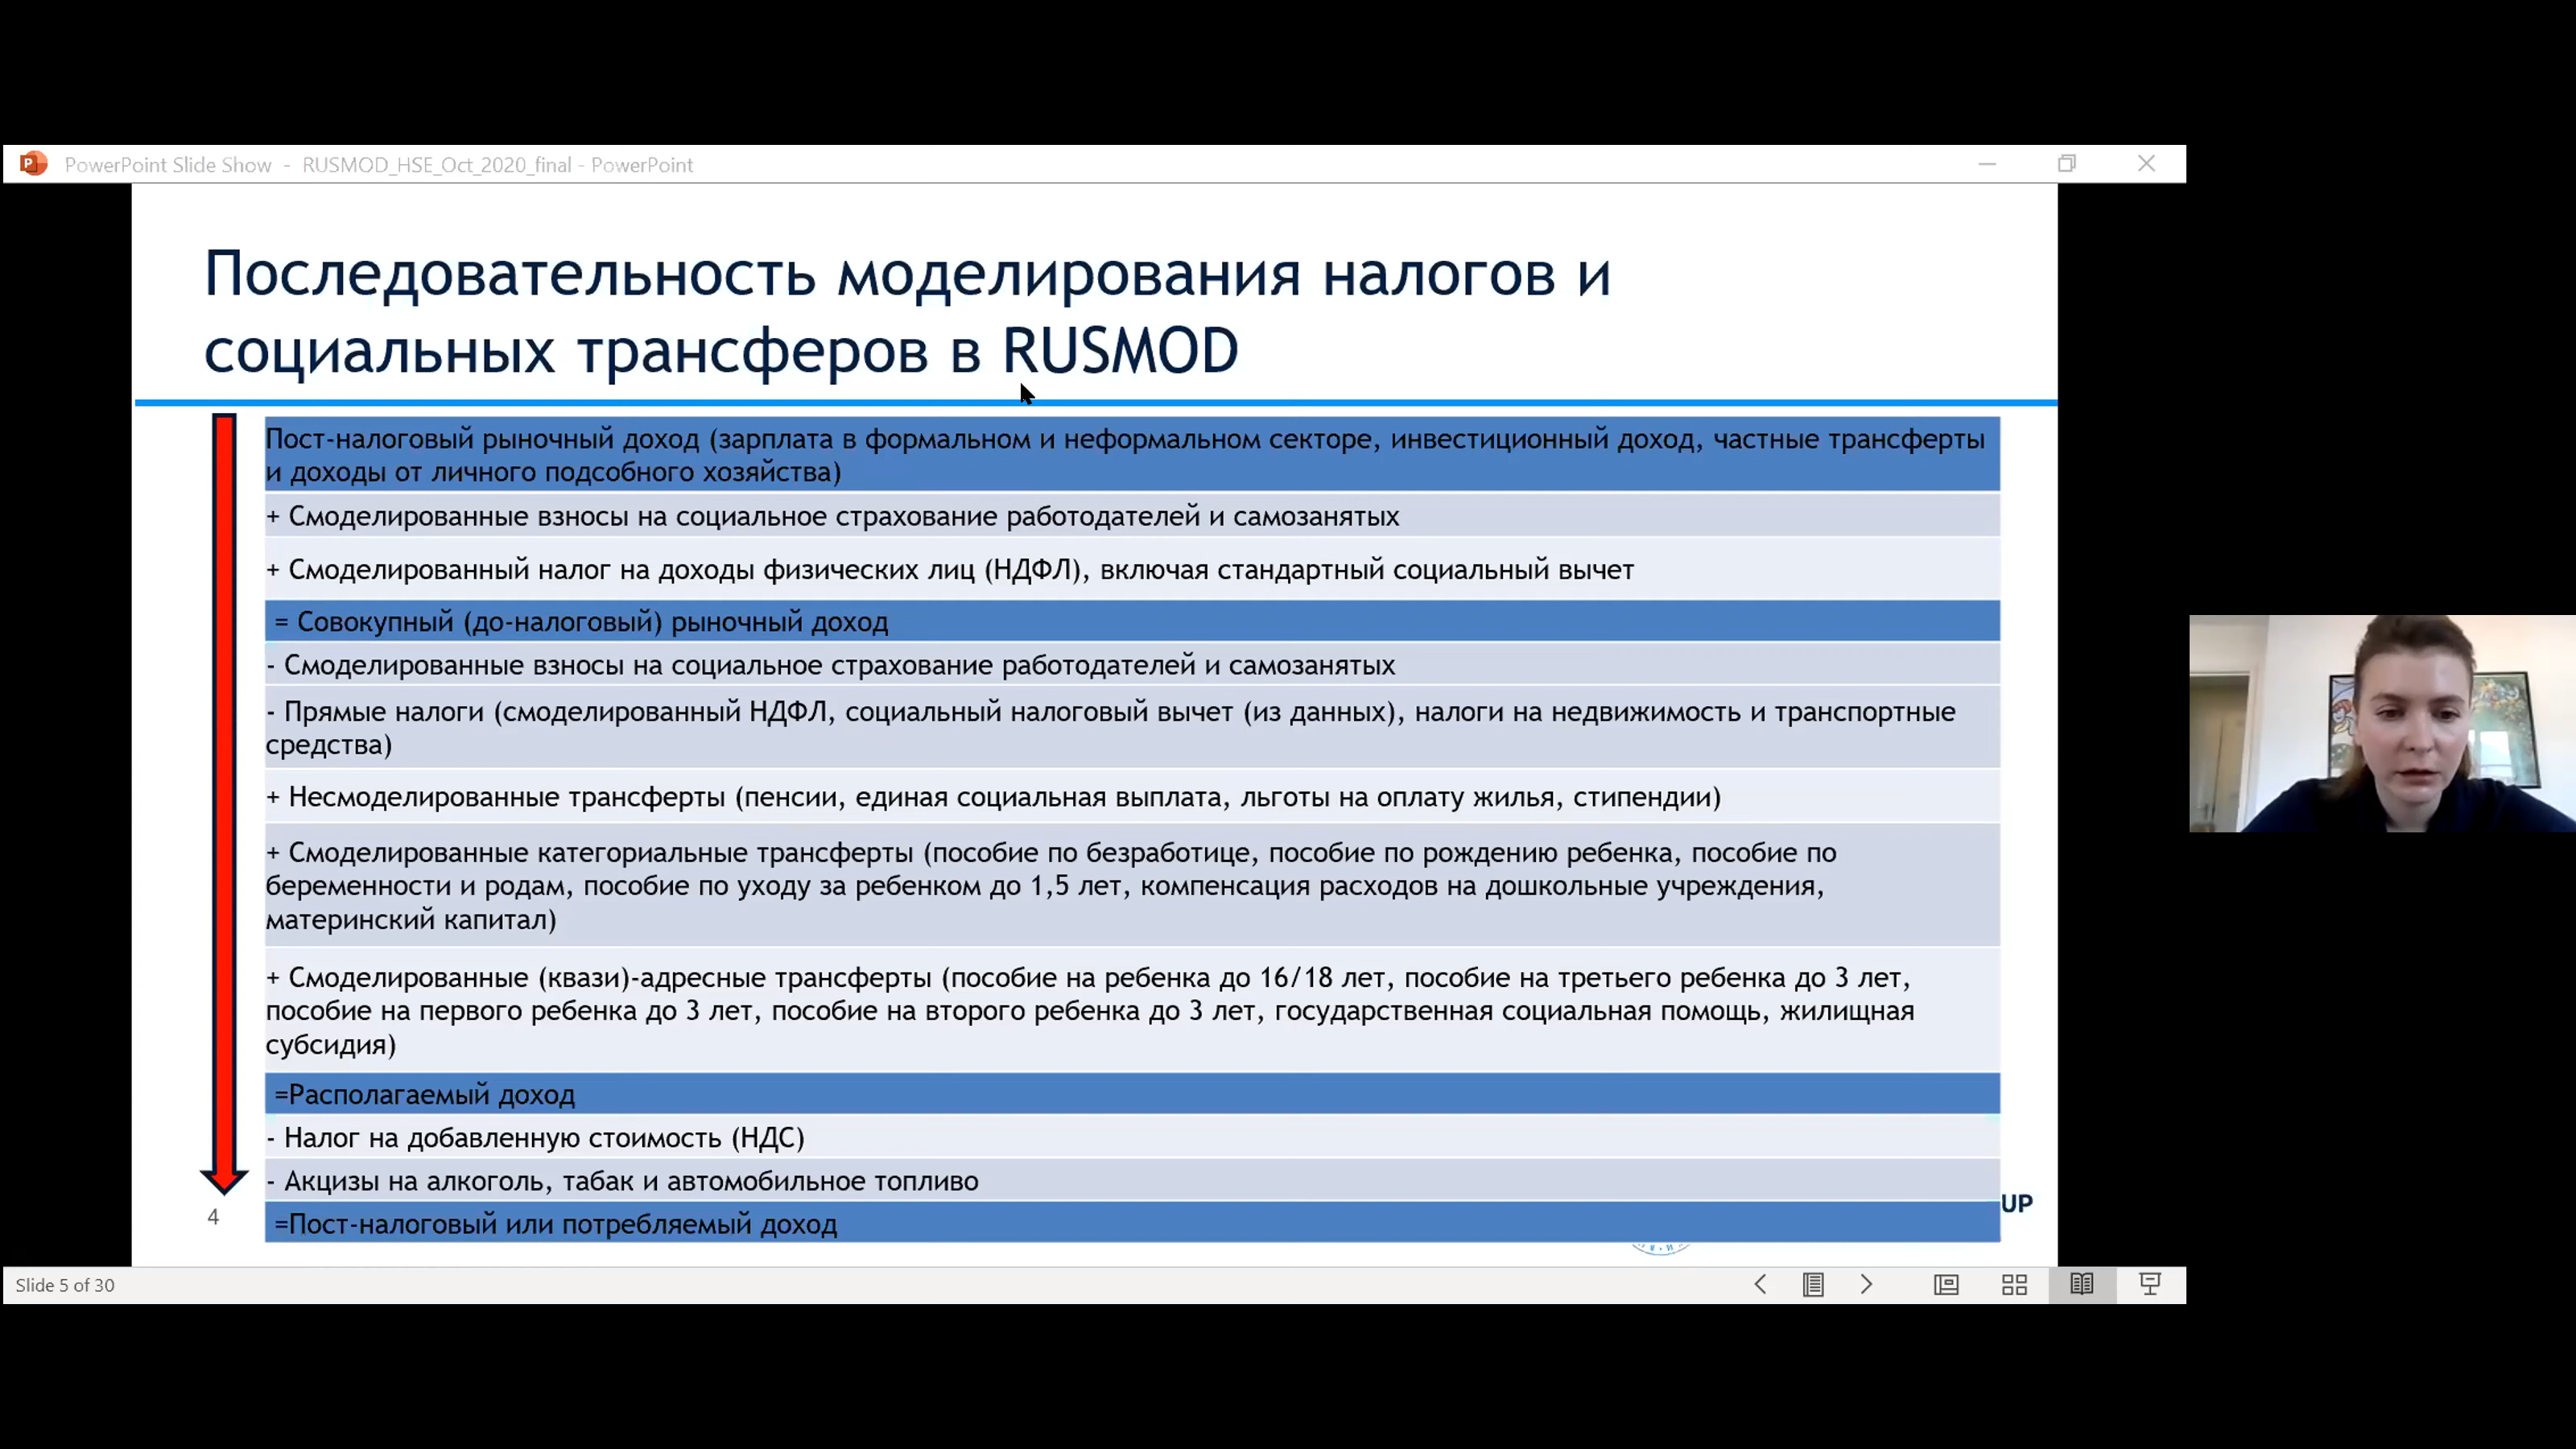 PowerPoint Slide Show - RUSMOD_HSE_Oct_2020_final - PowerPoint
Последовательность моделирования налогов и
социальных трансферов в RUSMOD
Пост-налоговый рыночный доход (зарплата в формальном и неформальном секторе, инвестиционный доход, частные трансферты
и доходы от личного подсобного хозяйства)
+ Смоделированные взносы на социальное страхование работодателей и самозанятых
+ Смоделированный налог на доходы физических лиц (НДФЛ), включая стандартный социальный вычет
= Совокупный (до-налоговый) рыночный доход
- Смоделированные взносы на социальное страхование работодателей и самозанятых
- Прямые налоги (смоделированный НДФЛ, социальный налоговый вычет (из данных), налоги на недвижимость и транспортные
средства)
+ Несмоделированные трансферты (пенсии, единая социальная выплата, льготы на оплату жилья, стипендии)
+ Смоделированные категориальные трансферты (пособие по безработице, пособие по рождению ребенка, пособие по
беременности и родам, пособие по уходу за ребенком до 1,5 лет, компенсация расходов на дошкольные учреждения,
материнский капитал)
+ Смоделированные (квази)-адресные трансферты (пособие на ребенка до 16/18 лет, пособие на третьего ребенка до 3 лет,
пособие на первого ребенка до 3 лет, пособие на второго ребенка до 3 лет, государственная социальная помощь, жилищная
субсидия)
=Располагаемый доход
- Налог на добавленную стоимость (НДС)
- Акцизы на алкоголь, табак и автомобильное топливо
=Пост-налоговый или потребляемый доход
UP
4
Slide 5 of 30